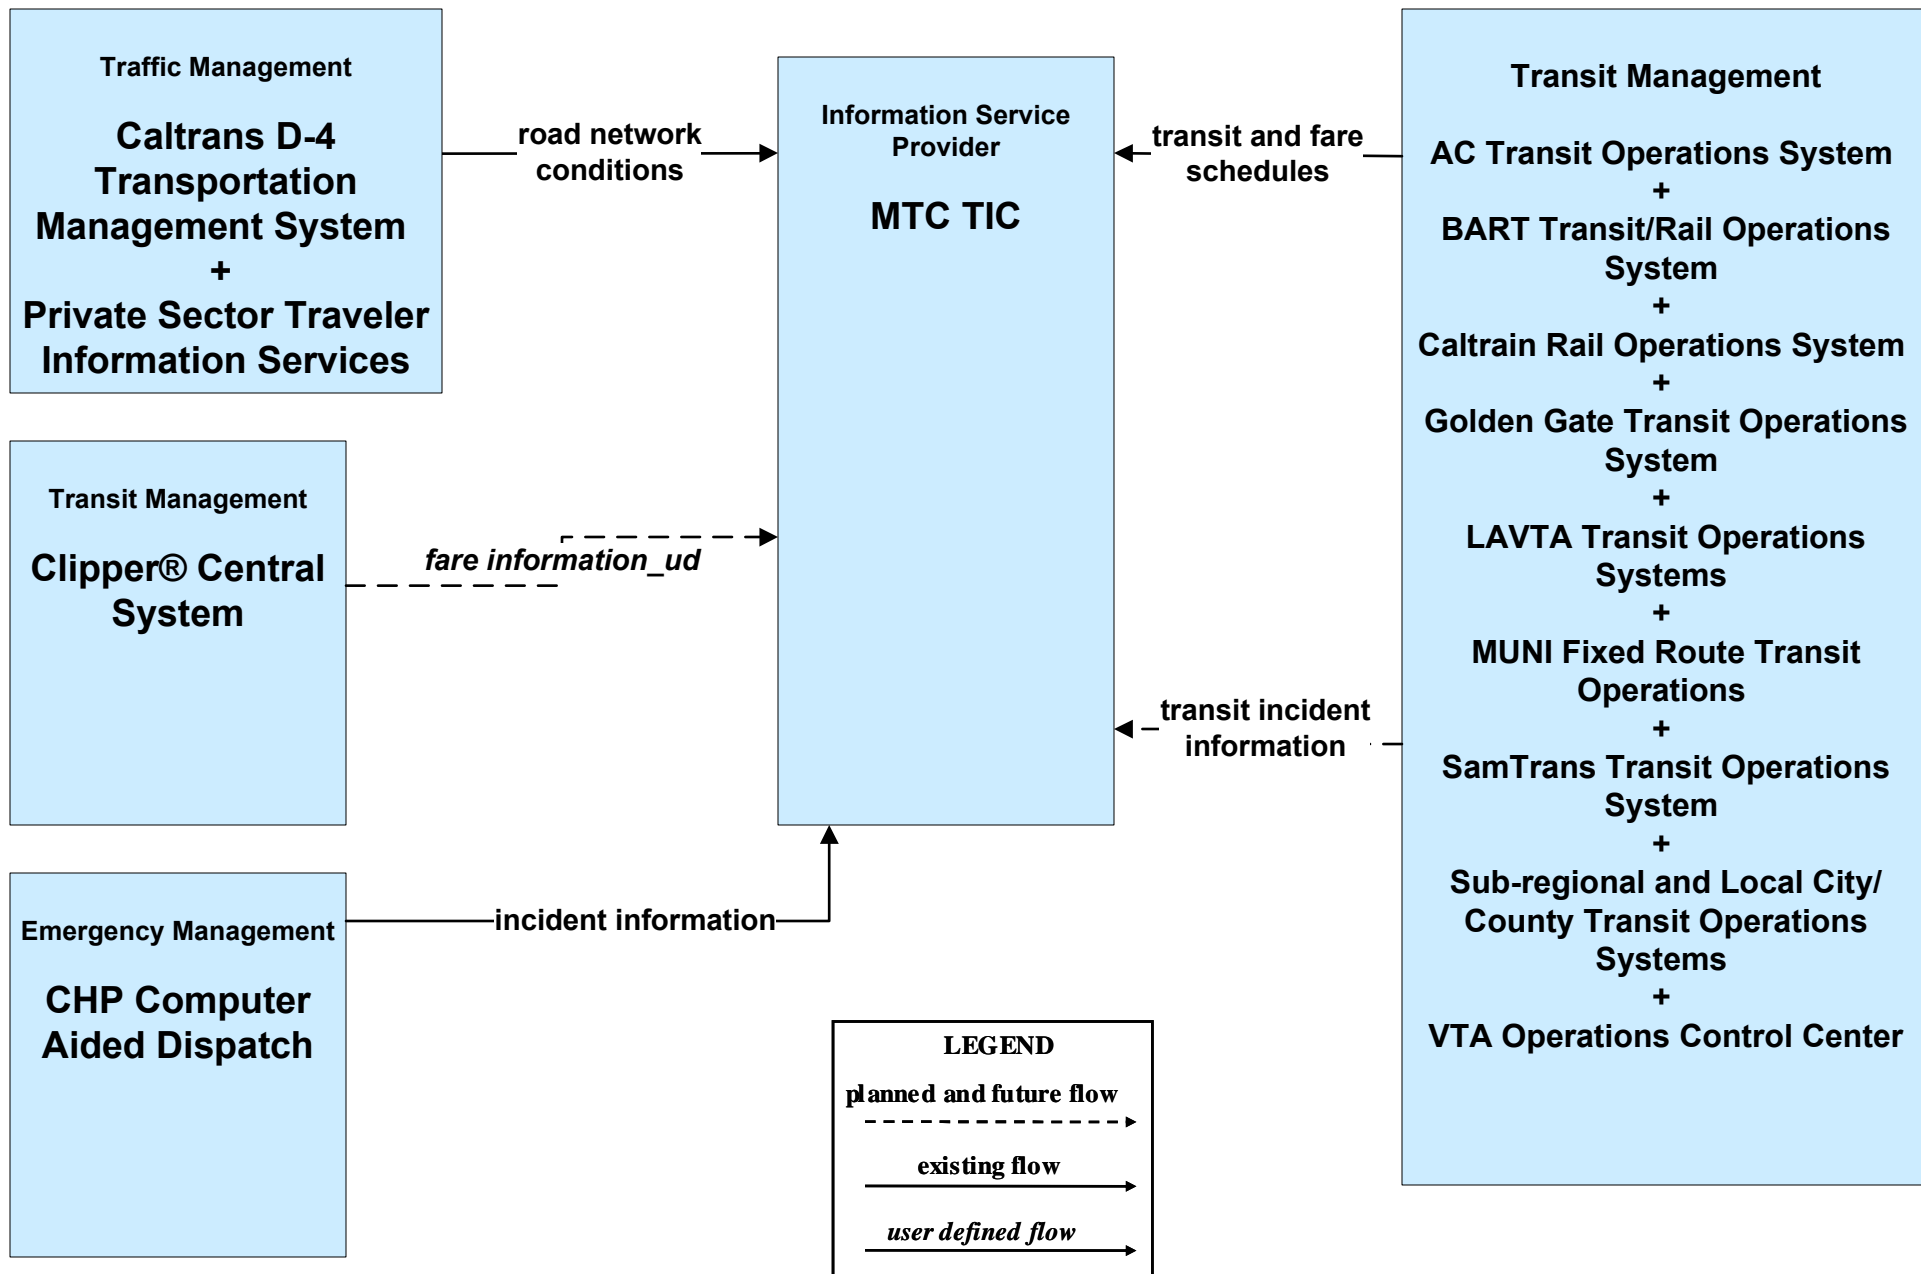 Traffic Management
Caltrans D-4
Transportation
Management System
+
Private Sector Traveler
Information Services
road network
conditions
Information Service
Provider
MTC TIC
transit and fare
schedules
Transit Management
AC Transit Operations System
+
BART Transit/Rail Operations
System
+
Caltrain Rail Operations System
+
Golden Gate Transit Operations
System
+
LAVTA Transit Operations
Systems
+
MUNI Fixed Route Transit
Operations
+
SamTrans Transit Operations
System
+
Sub-regional and Local City/
County Transit Operations
Systems
+
VTA Operations Control Center
Transit Management
Clipper® Central
System
fare information_ud
transit incident
information
Emergency Management
CHP Computer
Aided Dispatch
incident information
LEGEND
planned and future flow
existing flow
user defined flow